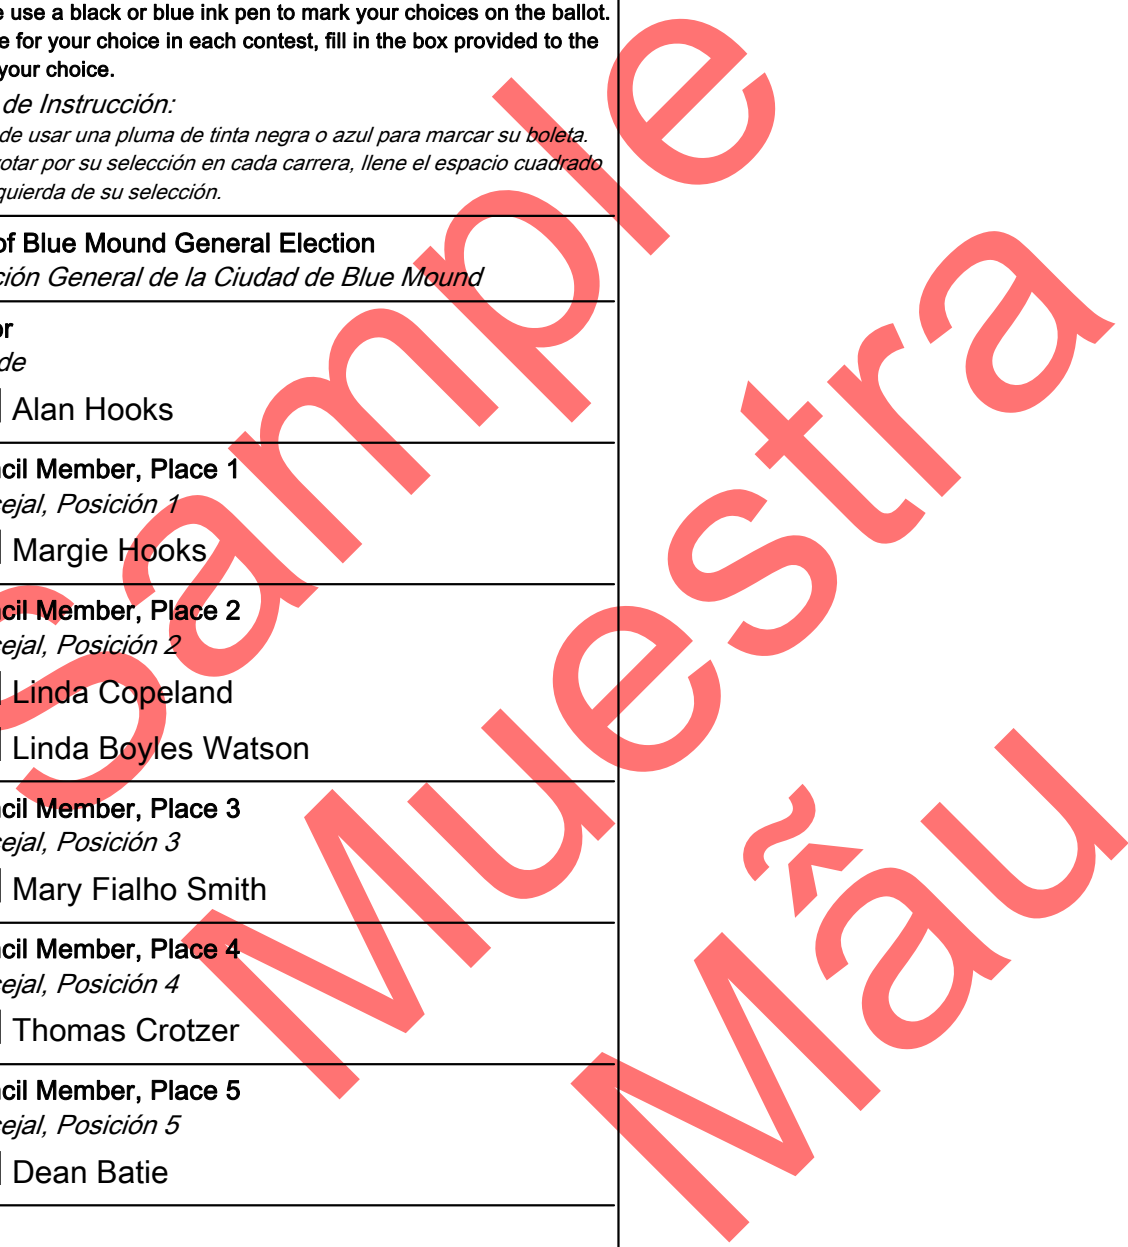 use a black or blue ink pen to mark your choices on the ballot.
for your choice in each contest, fill in the box provided to the
your choice.
de Instrucción:
de usar una pluma de tinta negra o azul para marcar su boleta.
votar por su selección en cada carrera, llene el espacio cuadrado
quierda de su selección.
of Blue Mound General Election
ción General de la Ciudad de Blue Mound
or
de
Alan Hooks
cil Member, Place 1
cejal, Posición 1
Margie Hooks
cil Member, Place 2
cejal, Posición 2
Linda Copeland
Linda Boyles Watson
cil Member, Place 3
cejal, Posición 3
Mary Fialho Smith
cil Member, Place 4
cejal, Posición 4
Thomas Crotzer
cil Member, Place 5
cejal, Posición 5
Dean Batie
Sample
Muestra
Mẫu